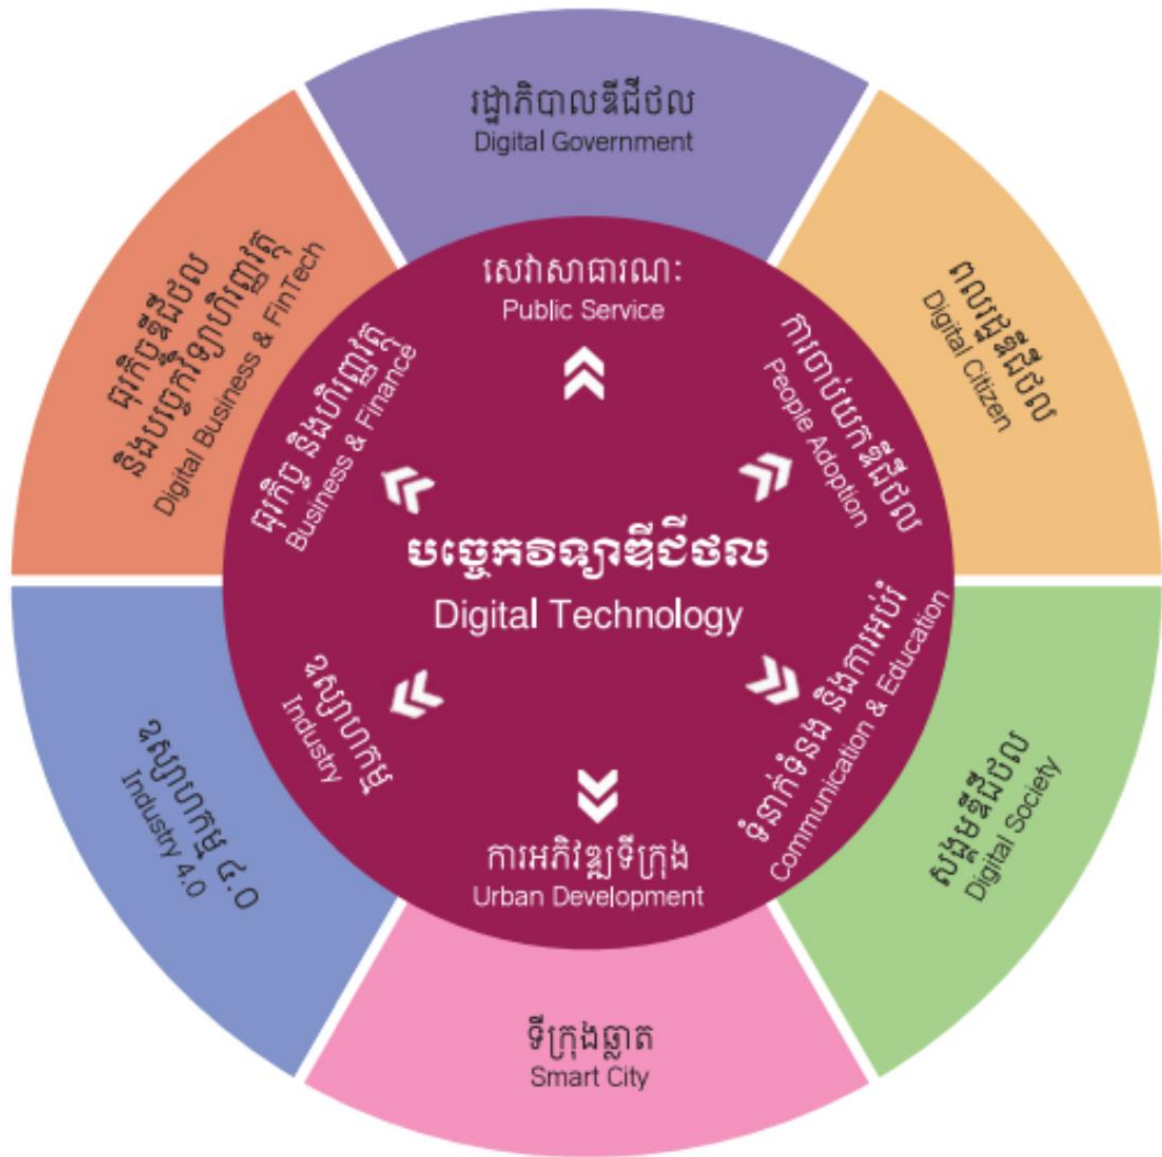 រដ្ឋាភិបាលឌីជីថល
Digital Government
ពលរដ្ឋឌីជីថល
Digital Citizen
សង្គមឌីជីថល
Digital Society
ទីក្រុងឆ្លាត
Smart City
ឧស្សាហកម្ម ៤.០
Industry 4.0
ធុរកិច្ចឌីជីថល
និងបច្ចេកវិទ្យាហិរញ្ញវត្ថុ
Digital Business & FinTech
សេវាសាធារណៈ
Public Service
ការចាប់យកឌីជីថល
People Adoption
ទំនាក់ទំនង និងការអប់រំ
Communication & Education
ការអភិវឌ្ឍទីក្រុង
Urban Development
ឧស្សាហកម្ម
Industry
ធុរកិច្ច និងហិរញ្ញវត្ថុ
Business & Finance
បច្ចេកវិទ្យាឌីជីថល
Digital Technology